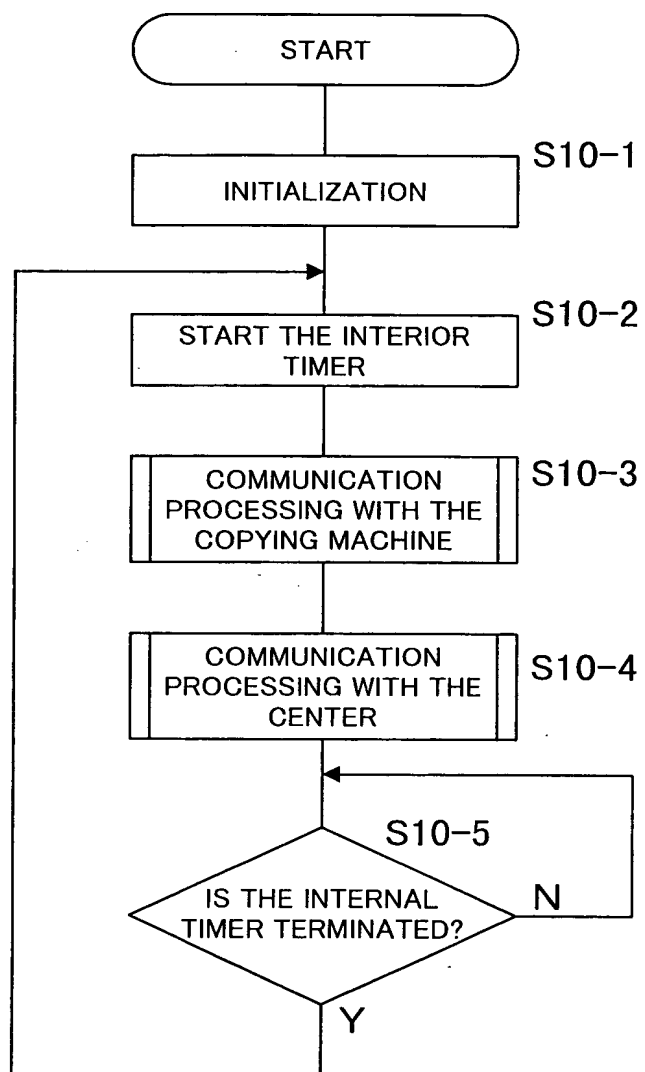 START
S10-1
INITIALIZATION
S10-2
START THE INTERIOR
TIMER
S10-3
COMMUNICATION
PROCESSING WITH THE
COPYING MACHINE
S10-4
COMMUNICATION
PROCESSING WITH THE
CENTER
S10-5
IS THE INTERNAL
TIMER TERMINATED?
N
Y